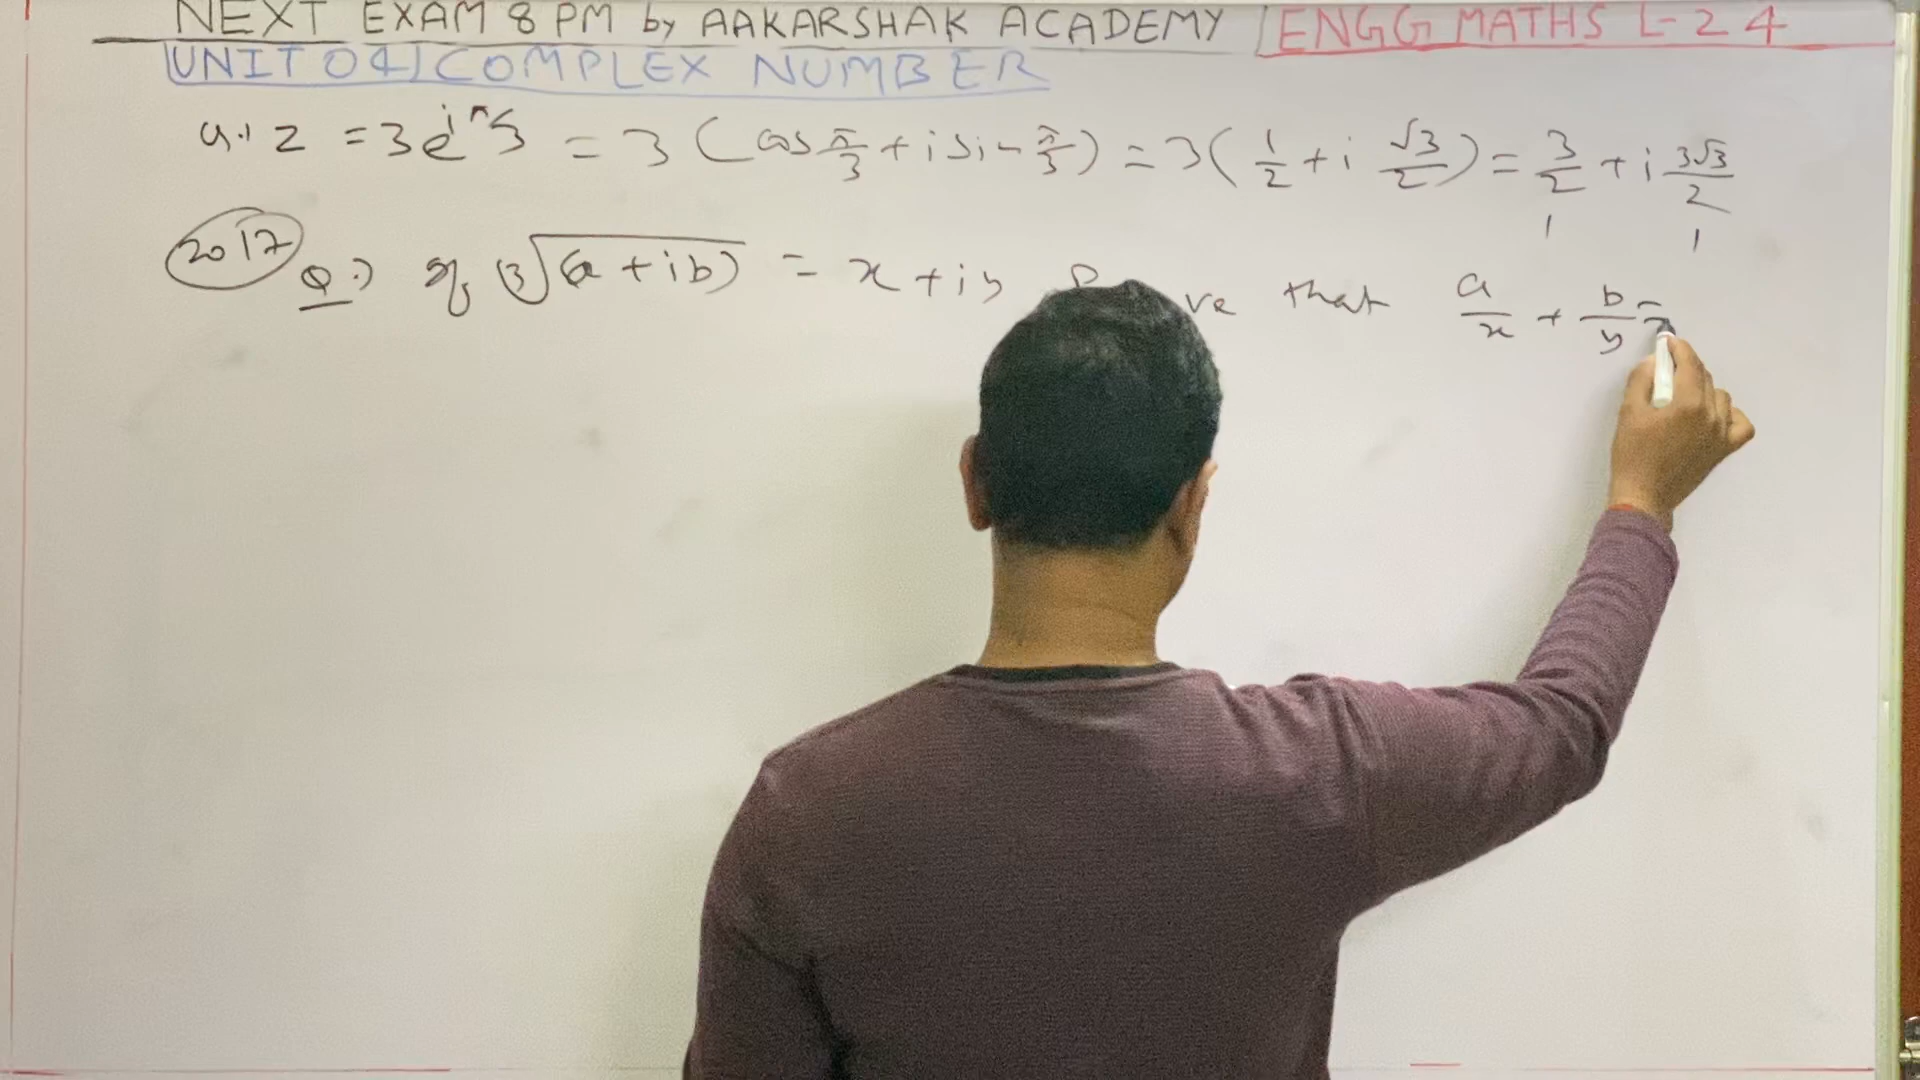 NEXT EXAM 8 PM by AAKARSHAK ACADEMY ENGG MATHS L-24
UNIT 04 COMPLEX NUMBER
z = 3e^{iπ/3} = 3 (cos π/3 + i sin π/3) = 3(1/2 + i √3/2) = 3/2 + i 3√3/2
2017 Q.) If ∛(a + ib) = x + iy that a/x + b/y =